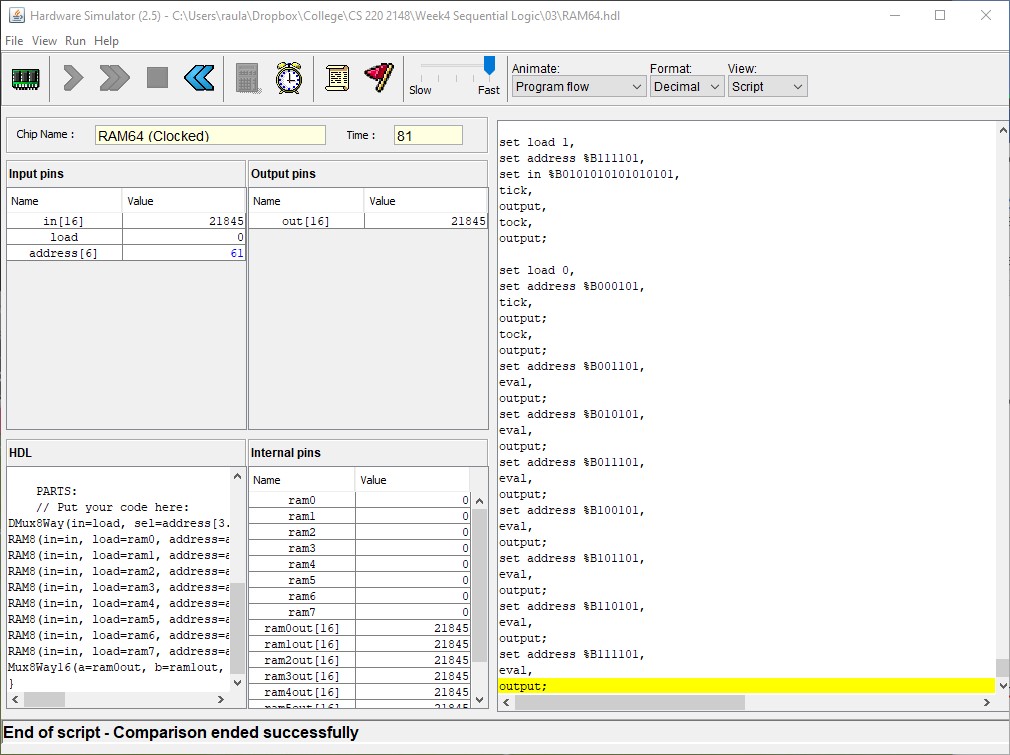 Hardware Simulator (2.5) - C:\Users\raula\Dropbox\College\CS 220 2148\Week4 Sequential Logic\03\RAM64.hdl
File View Run Help
Slow Fast
Animate: Format: View:
Program flow Decimal Script
Chip Name : RAM64 (Clocked) Time : 81
Input pins
Name Value
in[16] 21845
load 0
address[6] 61
Output pins
Name Value
out[16] 21845
HDL
PARTS:
// Put your code here:
DMux8Way(in=load, sel=address[3.
RAM8(in=in, load=ram0, address=a
RAM8(in=in, load=ram1, address=a
RAM8(in=in, load=ram2, address=a
RAM8(in=in, load=ram3, address=a
RAM8(in=in, load=ram4, address=a
RAM8(in=in, load=ram5, address=a
RAM8(in=in, load=ram6, address=a
RAM8(in=in, load=ram7, address=a
Mux8Way16(a=ram0out, b=ram1out,
}
Internal pins
Name Value
ram0 0
ram1 0
ram2 0
ram3 0
ram4 0
ram5 0
ram6 0
ram7 0
ram0out[16] 21845
ram1out[16] 21845
ram2out[16] 21845
ram3out[16] 21845
ram4out[16] 21845
ram5out[16] 21845
set load 1,
set address %B111101,
set in %B0101010101010101,
tick,
output,
tock,
output;
set load 0,
set address %B000101,
tick,
output;
tock,
output;
set address %B001101,
eval,
output;
set address %B010101,
eval,
output;
set address %B011101,
eval,
output;
set address %B100101,
eval,
output;
set address %B101101,
eval,
output;
set address %B110101,
eval,
output;
set address %B111101,
eval,
output;
End of script - Comparison ended successfully